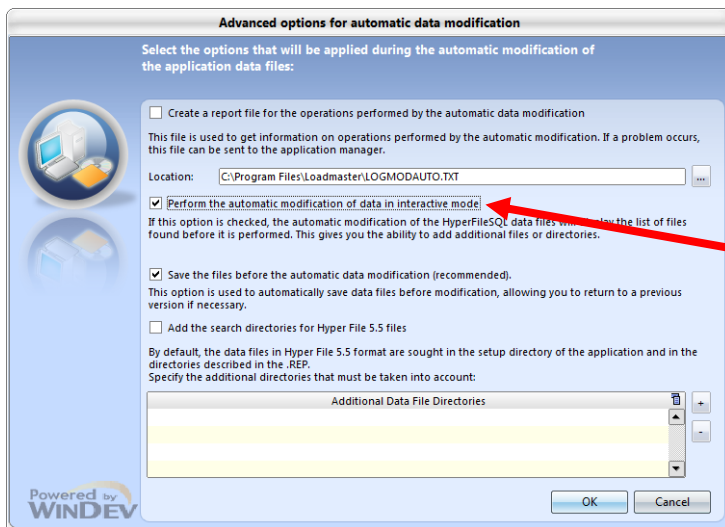 Advanced options for automatic data modification
Select the options that will be applied during the automatic modification of
the application data files:
Create a report file for the operations performed by the automatic data modification
This file is used to get information on operations performed by the automatic modification. If a problem occurs,
this file can be sent to the application manager.
Location: C:\Program Files\Loadmaster\LOGMODAUTO.TXT ...
Perform the automatic modification of data in interactive mode
If this option is checked, the automatic modification of the HyperFileSQL data files the list of files
found before it is performed. This gives you the ability to add additional files or directories.
Save the files before the automatic data modification (recommended).
This option is used to automatically save data files before modification, allowing you to return to a previous
version if necessary.
Add the search directories for Hyper File 5.5 files
By default, the data files in Hyper File 5.5 format are sought in the setup directory of the application and in the
directories described in the .REP.
Specify the additional directories that must be taken into account:
Additional Data File Directories +
-
Powered by
WINDEV
OK Cancel